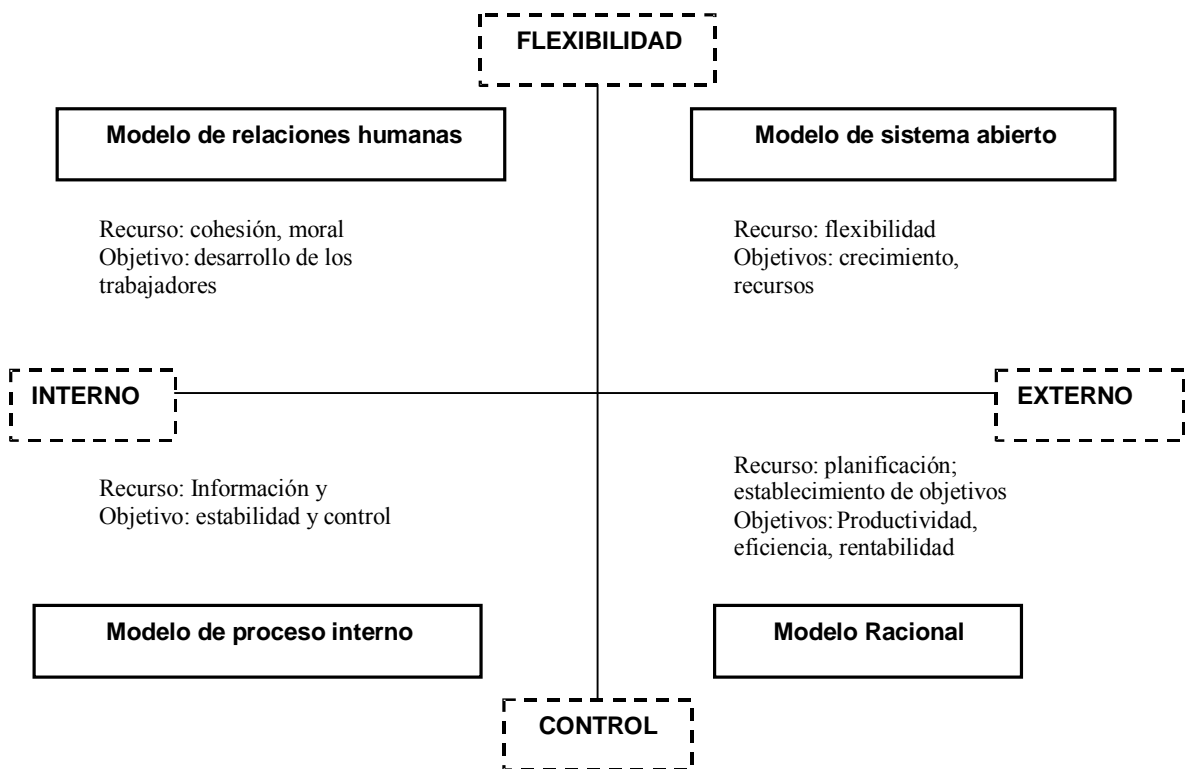 FLEXIBILIDAD
Modelo de relaciones humanas
Modelo de sistema abierto
Recurso: cohesión, moral
Objetivo: desarrollo de los
trabajadores
Recurso: flexibilidad
Objetivos: crecimiento,
recursos
INTERNO
EXTERNO
Recurso: Información y
Objetivo: estabilidad y control
Recurso: planificación;
establecimiento de objetivos
Objetivos: Productividad,
eficiencia, rentabilidad
Modelo de proceso interno
Modelo Racional
CONTROL